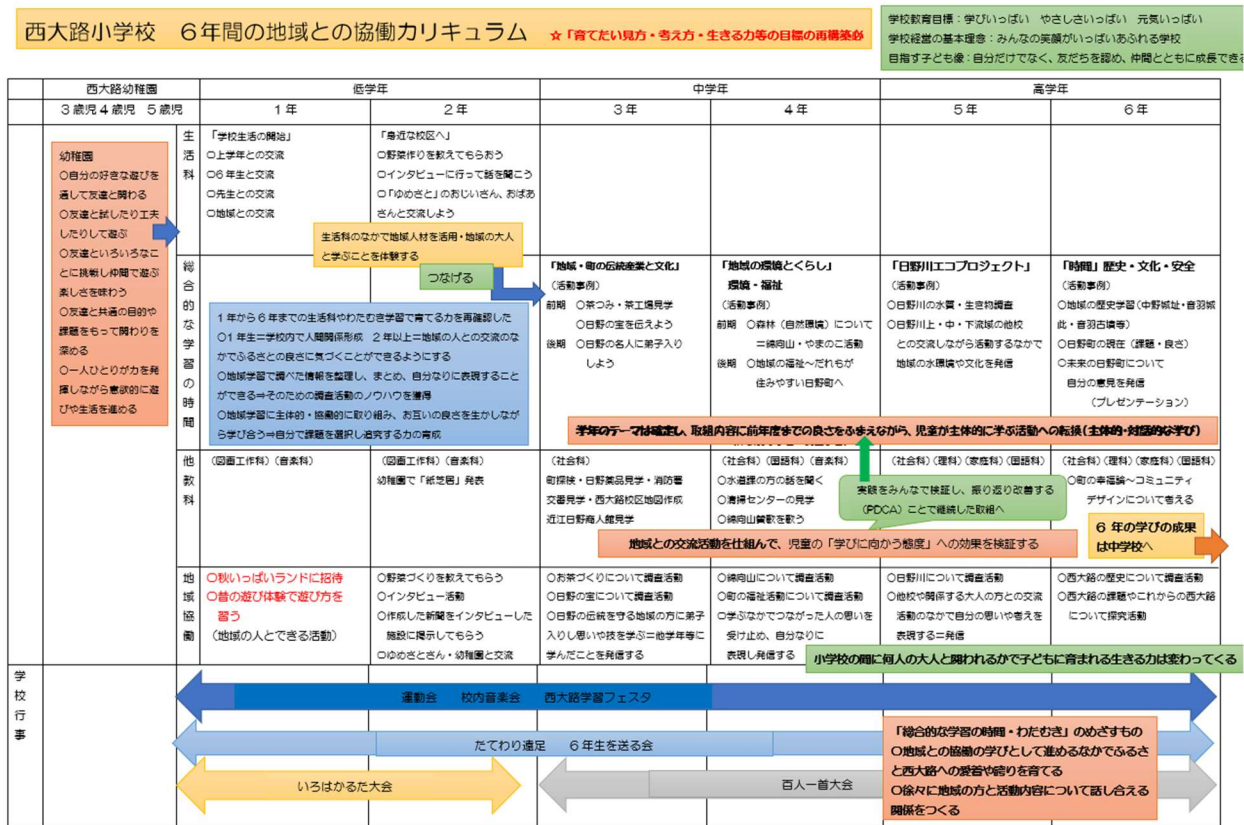 西大路小学校　６年間の地域との協働カリキュラム
☆「育てたい見方・考え方・生きる力等の目標の再構築必
学校教育目標：学びいっぱい　やさしさいっぱい　元気いっぱい
学校経営の基本理念：みんなの笑顔がいっぱいあふれる学校
目指す子ども像：自分だけでなく、友だちを認め、仲間とともに成長でき
西大路幼稚園
低学年
中学年
高学年
３歳児４歳児　５歳児
１年
２年
３年
４年
５年
６年
幼稚園
〇自分の好きな遊びを
通して友達と関わる
〇友達と試したり工夫
したりして遊ぶ
〇友達といろいろなこ
とに挑戦し仲間で遊ぶ
楽しさを味わう
〇友達と共通の目的や
課題をもって関わりを
深める
〇一人ひとりが力を発
揮しながら意欲的に遊
びや生活を進める
生活科
「学校生活の開始」
〇上学年との交流
〇６年生と交流
〇先生との交流
〇地域との交流
「身近な校区へ」
〇野菜作りを教えてもらおう
〇インタビューに行って話を聞こう
〇「ゆめさと」のおじいさん、おばあ
さんと交流しよう
生活科のなかで地域人材を活用・地域の大人
と学ぶことを体験する
つなげる
総合的な学習の時間
１年から６年までの生活科やわたむき学習で育てる力を再確認した
〇１年生＝学校内で人間関係形成　２年以上＝地域の人との交流のな
かでふるさとの良さに気づくことができるようにする
〇地域学習で調べた情報を整理し、まとめ、自分なりに表現すること
ができる⇒そのための調査活動のノウハウを獲得
〇地域学習に主体的・協働的に取り組み、お互いの良さを生かしなが
ら学び合う⇒自分で課題を選択し追究する力の育成
「地域・町の伝統産業と文化」
（活動事例）
前期　〇茶つみ・茶工場見学
〇日野の宝を伝えよう
後期　〇日野の名人に弟子入り
しよう
「地域の環境とくらし」
環境・福祉
（活動事例）
前期　〇森林（自然環境）について
＝綿向山・やまのこ活動
後期　〇地域の福祉～だれもが
住みやすい日野町へ
「日野川エコプロジェクト」
（活動事例）
〇日野川の水質・生き物調査
〇日野川上・中・下流域の他校
との交流しながら活動するなかで
地域の水環境や文化を発信
「時間」歴史・文化・安全
（活動事例）
〇地域の歴史学習（中野城址・音羽城
此・音羽古墳等）
〇日野町の現在（課題・良さ）
〇未来の日野町について
自分の意見を発信
（プレゼンテーション）
学年のテーマは確定し、取組内容に前年度までの良さをふまえながら、児童が主体的に学ぶ活動への転換（主体的・対話的な学び）
他教科
（図画工作科）（音楽科）
（図画工作科）（音楽科）
幼稚園で「紙芝居」発表
（社会科）
町探検・日野薬品見学・消防署
交番見学・西大路校区地図作成
近江日野商人館見学
（社会科）（国語科）（音楽科）
〇水道課の方の話を聞く
〇清掃センターの見学
〇綿向山賛歌を歌う
（社会科）（理科）（家庭科）（国語科）
（社会科）（理科）（家庭科）（国語科）
〇町の幸福論～コミュニティ
デザインについて考える
実践をみんなで検証し、振り返り改善する
（PDCA）ことで継続した取組へ
地域との交流活動を仕組んで、児童の「学びに向かう態度」への効果を検証する
６年の学びの成果
は中学校へ
地域協働
〇秋いっぱいランドに招待
〇昔の遊び体験で遊び方を
習う
（地域の人とできる活動）
〇野菜づくりを教えてもらう
〇インタビュー活動
〇作成した新聞をインタビューした
施設に掲示してもらう
〇ゆめさとさん・幼稚園と交流
〇お茶づくりについて調査活動
〇日野の宝について調査活動
〇日野の伝統を守る地域の方に弟子
入りし思いや技を学ぶ＝他学年等に
学んだことを発信する
〇綿向山について調査活動
〇町の福祉活動について調査活動
〇学ぶなかでつながった人の思いを
受け止め、自分なりに
表現し発信する
〇日野川について調査活動
〇他校や関係する大人の方との交流
活動のなかで自分の思いや考えを
表現する＝発信
〇西大路の歴史について調査活動
〇西大路の課題やこれからの西大路
について探究活動
小学校の間に何人の大人と関われるかで子どもに育まれる生きる力は変わってくる
学校行事
運動会　校内音楽会　西大路学習フェスタ
たてわり遠足　６年生を送る会
いろはかるた大会
百人一首大会
「総合的な学習の時間・わたむき」のめざすもの
〇地域との協働の学びとして進めるなかでふるさ
と西大路への愛着や誇りを育てる
〇徐々に地域の方と活動内容について話し合える
関係をつくる